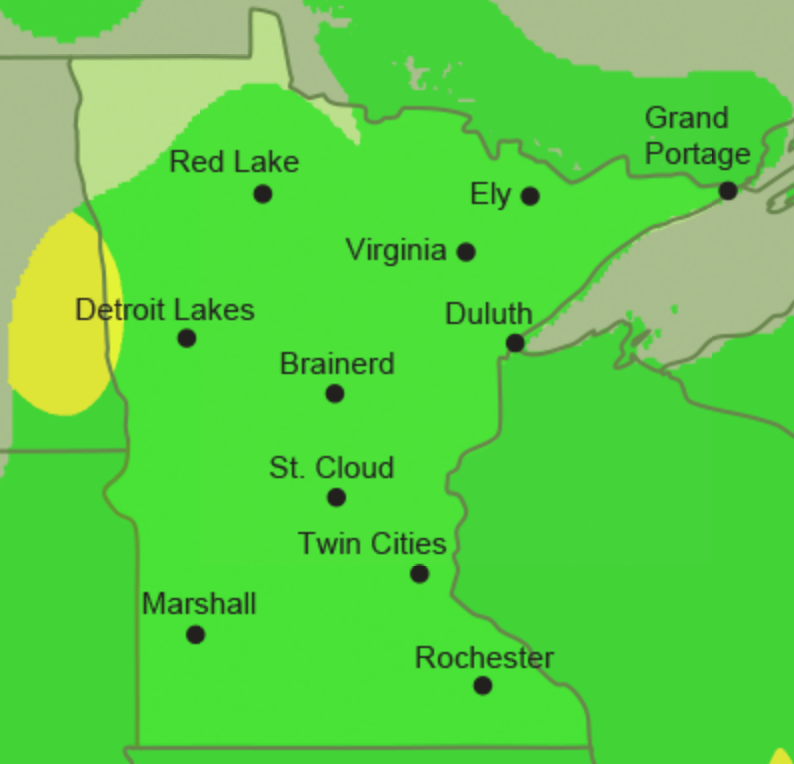 Grand
Portage
Red Lake
Ely
Virginia
Detroit Lakes
Duluth
Brainerd
St. Cloud
Twin Cities
Marshall
Rochester